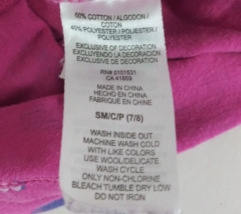 60% COTTON / ALGODON /
COTON
40% POLYESTER / POLIESTER /
POLYESTER
EXCLUSIVE OF DECORATION
EXCLUYENDO LA DECORACION
EXCLUSIF DE DECORATION
RN# 0101531
CA 41859
MADE IN CHINA
HECHO EN CHINA
FABRIQUE EN CHINE
SM/C/P (7/8)
WASH INSIDE OUT
MACHINE WASH COLD
WITH LIKE COLORS
USE WOOL/DELICATE
WASH CYCLE
ONLY NON-CHLORINE
BLEACH TUMBLE DRY LOW
DO NOT IRON